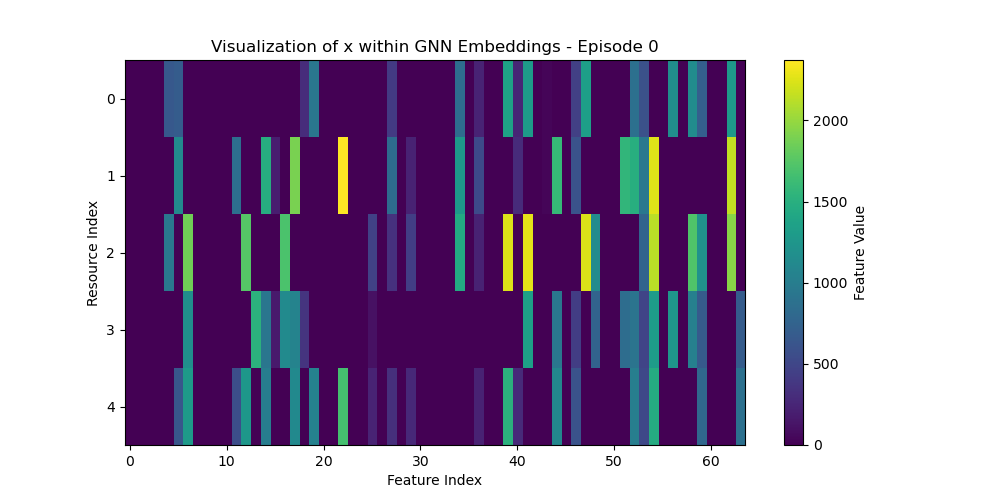 Visualization of x within GNN Embeddings - Episode 0
Resource Index
0
1
2
3
4
0 10 20 30 40 50 60
Feature Index
2000
1500
1000
500
0
Feature Value